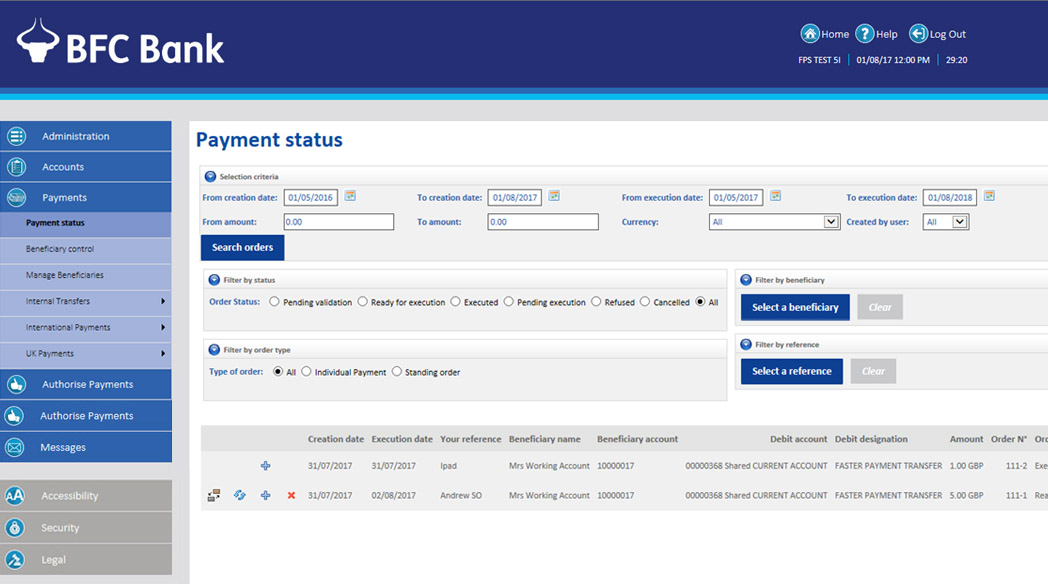 BFC Bank
Home Help Log Out
FPS TEST 5I 01/08/17 12:00 PM 29:20
Administration
Accounts
Payments
Payment status
Beneficiary control
Manage Beneficiaries
Internal Transfers
International Payments
UK Payments
Authorise Payments
Authorise Payments
Messages
Accessibility
Security
Legal
Payment status
Selection criteria
From creation date: 01/05/2016 To creation date: 01/08/2017 From execution date: 01/05/2017 To execution date: 01/08/2018
From amount: 0.00 To amount: 0.00 Currency: All Created by user: All
Search orders
Filter by status
Order Status: Pending validation Ready for execution Executed Pending execution Refused Cancelled All
Filter by beneficiary
Select a beneficiary Clear
Filter by order type
Type of order: All Individual Payment Standing order
Filter by reference
Select a reference Clear
Creation date Execution date Your reference Beneficiary name Beneficiary account Debit account Debit designation Amount Order N° Orc
31/07/2017 31/07/2017 Ipad Mrs Working Account 10000017 00000368 Shared CURRENT ACCOUNT FASTER PAYMENT TRANSFER 1.00 GBP 111-2 Exe
31/07/2017 02/08/2017 Andrew SO Mrs Working Account 10000017 00000368 Shared CURRENT ACCOUNT FASTER PAYMENT TRANSFER 5.00 GBP 111-1 Rea